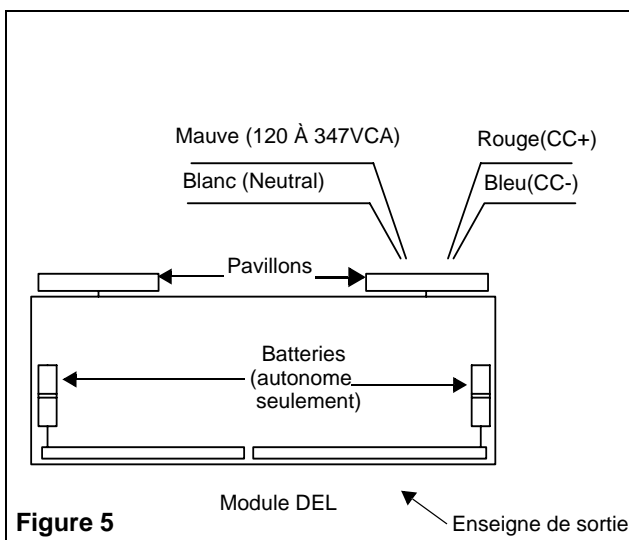 Mauve (120 À 347VCA)
Rouge(CC+)
Blanc (Neutral)
Bleu(CC-)
Pavillons
Batteries
(autonome
seulement)
Module DEL
Figure 5
Enseigne de sortie